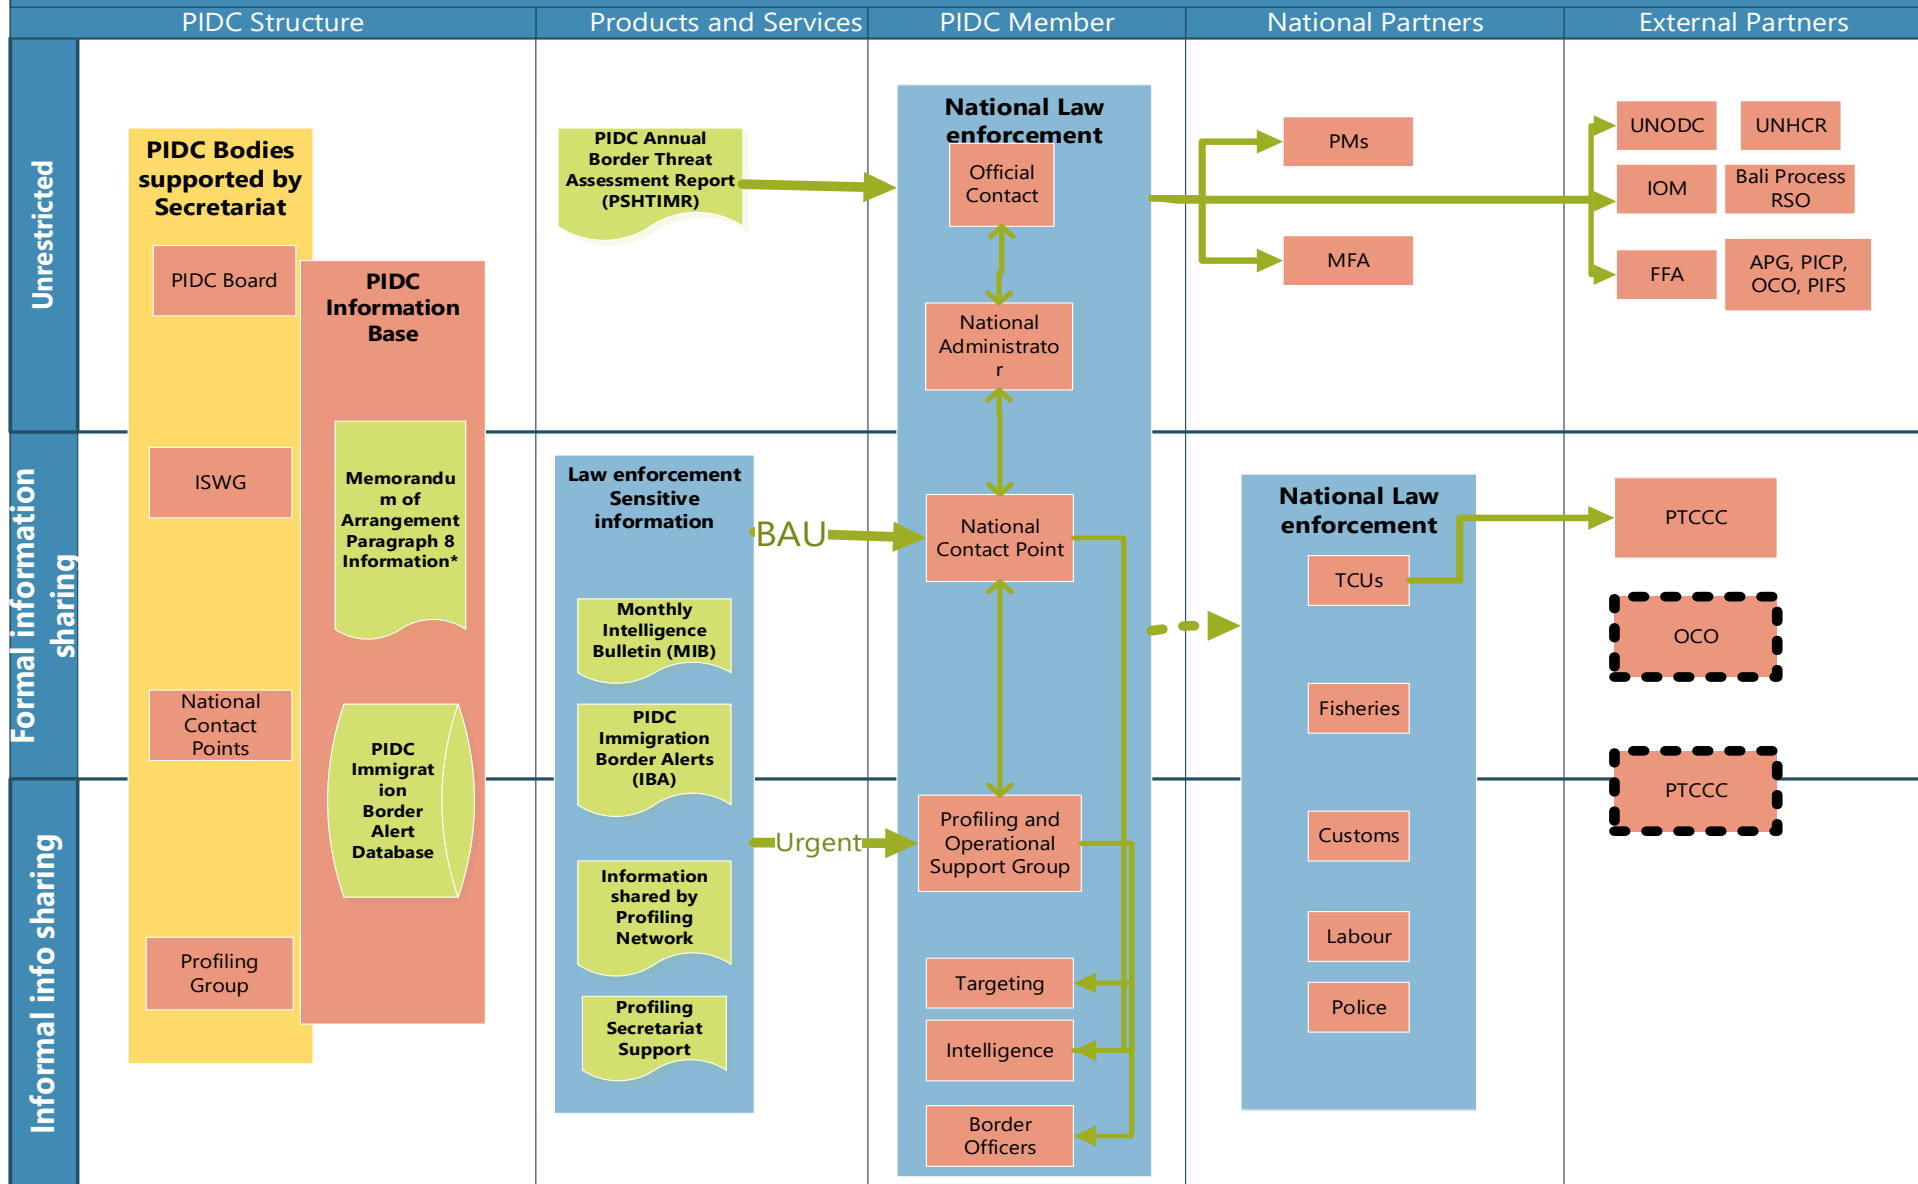 PIDC Structure
Products and Services
PIDC Member
National Partners
External Partners
Unrestricted
PIDC Bodies
supported by
Secretariat
PIDC Board
PIDC
Information
Base
PIDC Annual
Border Threat
Assessment Report
(PSHTIMR)
National Law
enforcement
Official
Contact
National
Administrato
r
PMs
MFA
UNODC
UNHCR
IOM
Bali Process
RSO
FFA
APG, PICP,
OCO, PIFS
Formal information
sharing
ISWG
Memorandu
m of
Arrangement
Paragraph 8
Information*
National
Contact
Points
PIDC
Immigrat
ion
Border
Alert
Database
Law enforcement
Sensitive
information
BAU
Monthly
Intelligence
Bulletin (MIB)
PIDC
Immigration
Border Alerts
(IBA)
National
Contact Point
National Law
enforcement
TCUs
Fisheries
PTCCC
OCO
PTCCC
Informal info sharing
Profiling
Group
Urgent
Information
shared by
Profiling
Network
Profiling
Secretariat
Support
Profiling and
Operational
Support Group
Targeting
Intelligence
Border
Officers
Customs
Labour
Police